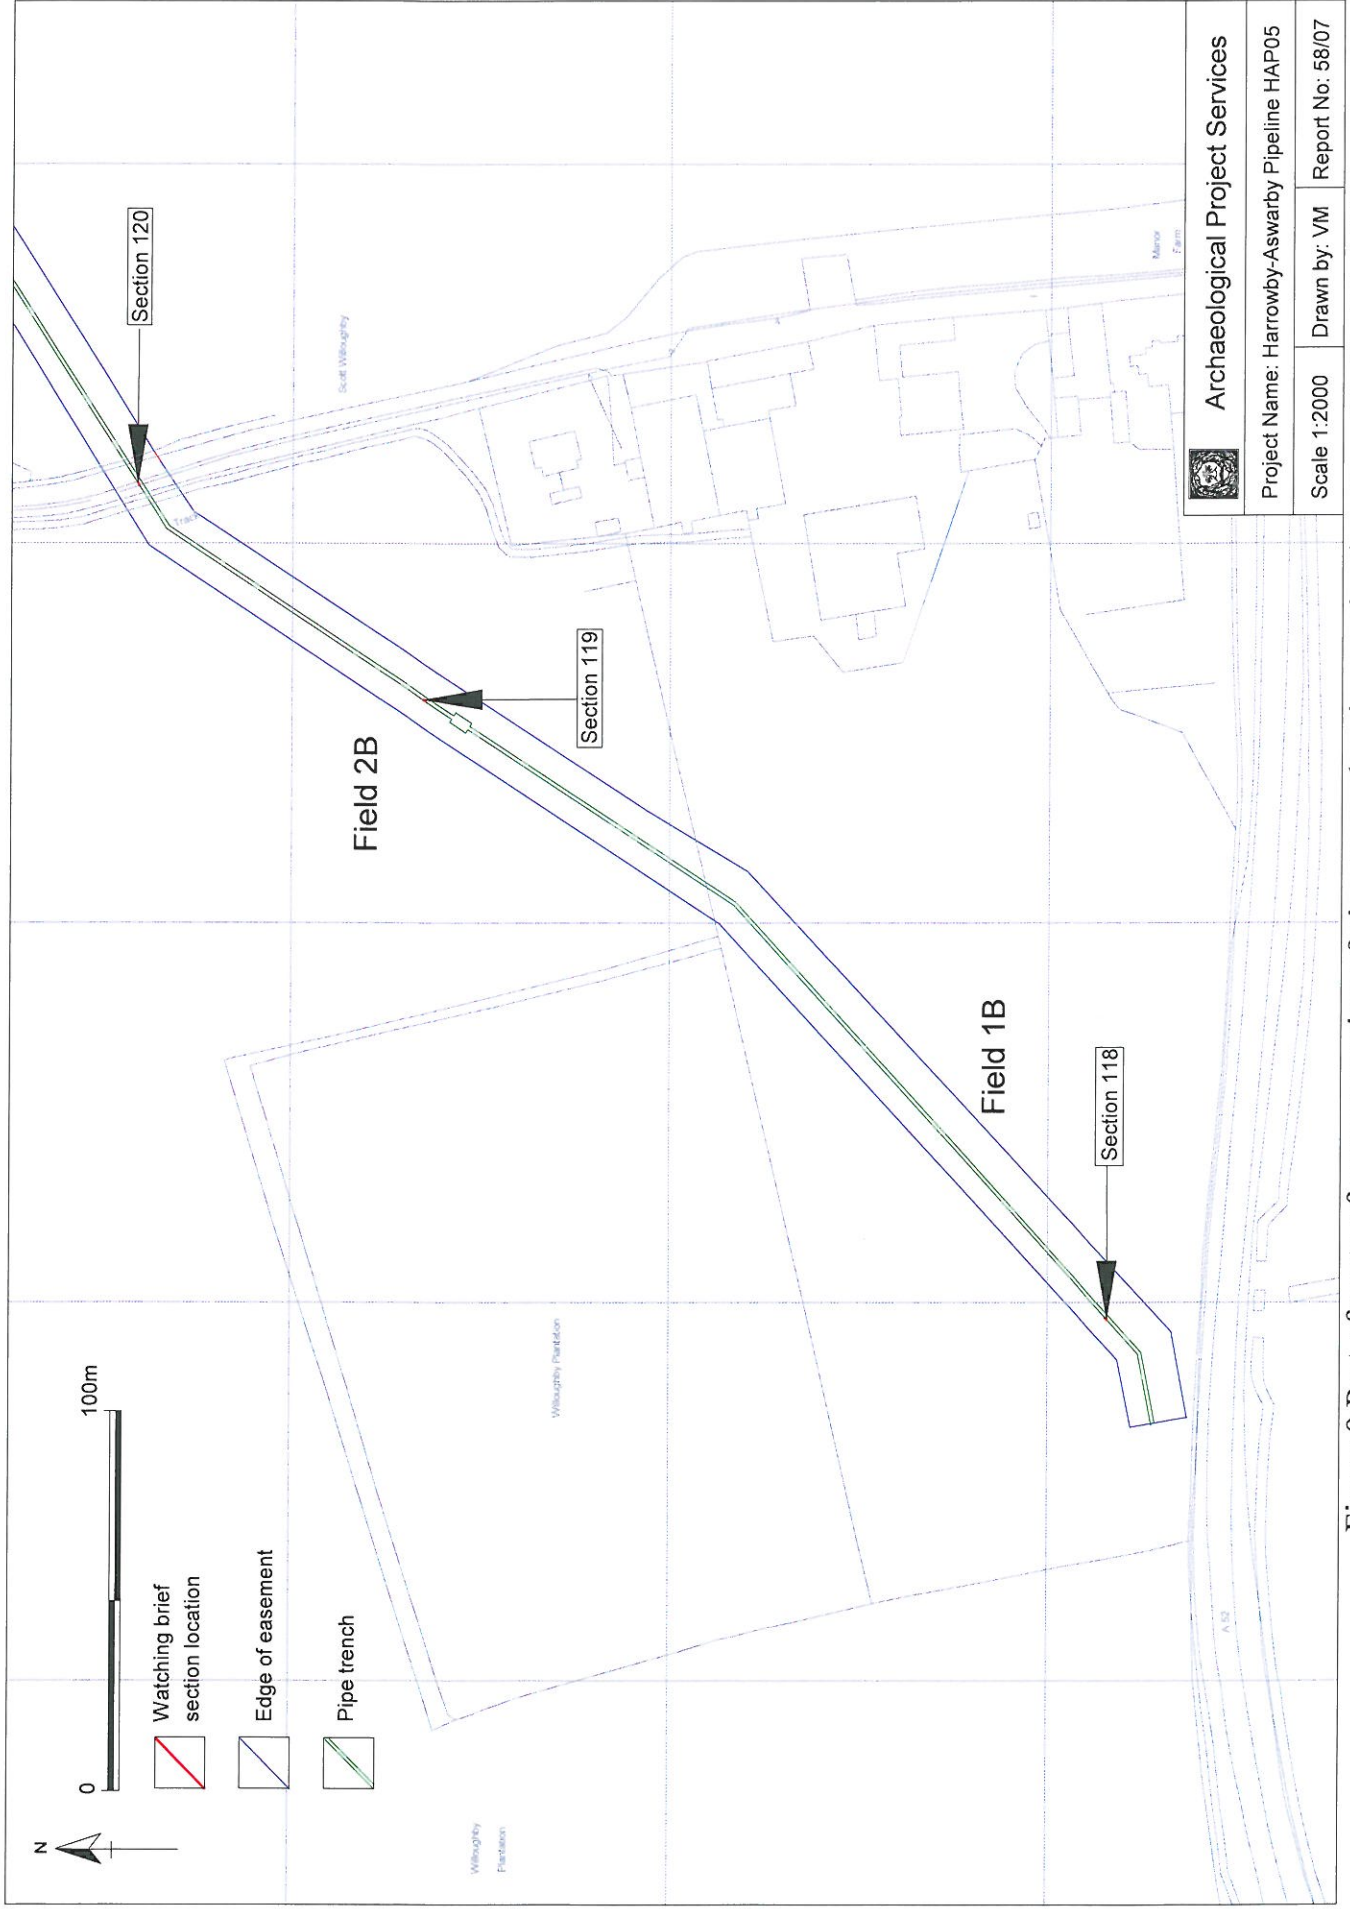 N
0
100m
Watching brief
section location
Edge of easement
Pipe trench
Willoughby
Plantation
Willoughby Plantation
A 52
Section 118
Field 1B
Field 2B
Section 119
Section 120
Track
Scott Willoughby
Manor
Farm
Archaeological Project Services
Project Name: Harrowby-Aswarby Pipeline HAP05
Scale 1:2000
Drawn by: VM
Report No: 58/07